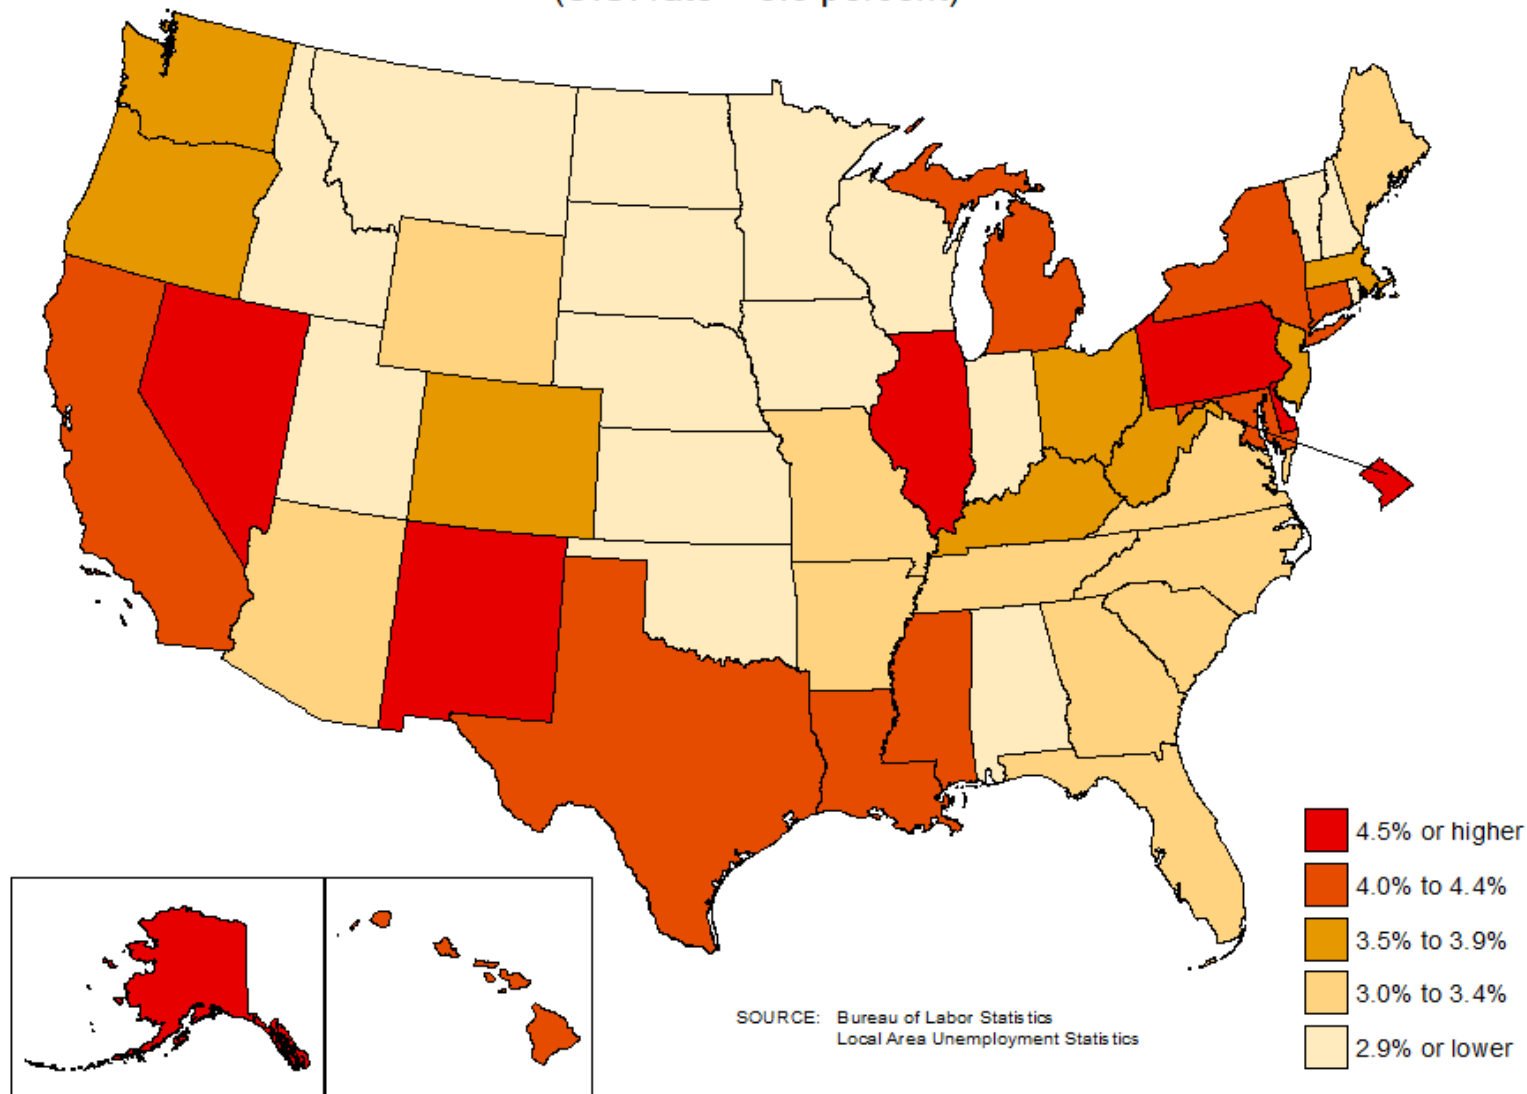 4.5% or higher
4.0% to 4.4%
3.5% to 3.9%
3.0% to 3.4%
2.9% or lower
SOURCE: Bureau of Labor Statistics
Local Area Unemployment Statistics